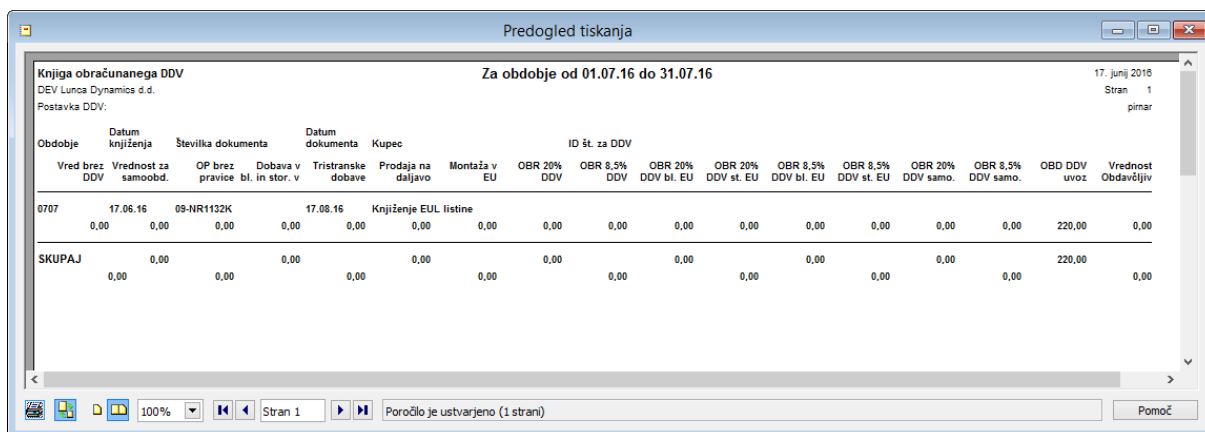 Predogled tiskanja
Knjiga obračunanega DDV Za obdobje od 01.07.16 do 31.07.16 17. junij 2016
DEV Lunca Dynamics d.d. Stran 1
Postavka DDV: pirnar
Datum Datum
Obdobje knjiženja Številka dokumenta dokumenta Kupec ID št. za DDV
Vred brez Vrednost za OP brez Dobava v Tristranske Prodaja na Montaža v OBR 20% OBR 8,5% OBR 20% OBR 20% OBR 8,5% OBR 8,5% OBR 20% OBR 8,5% OBD DDV Vrednost
DDV samoobd. pravice bl. in stor. v dobave daljavo EU DDV DDV DDV bl. EU DDV st. EU DDV bl. EU DDV st. EU DDV samo. DDV samo. uvoz Obdavčljiv
0707 17.06.16 09-NR1132K 17.08.16 Knjiženje EUL listine
0,00 0,00 0,00 0,00 0,00 0,00 0,00 0,00 0,00 0,00 0,00 0,00 0,00 0,00 0,00 220,00 0,00
SKUPAJ 0,00 0,00 0,00 0,00 0,00 0,00 0,00 220,00
0,00 0,00 0,00 0,00 0,00 0,00 0,00 0,00
100% Stran 1 Poročilo je ustvarjeno (1 strani) Pomoč